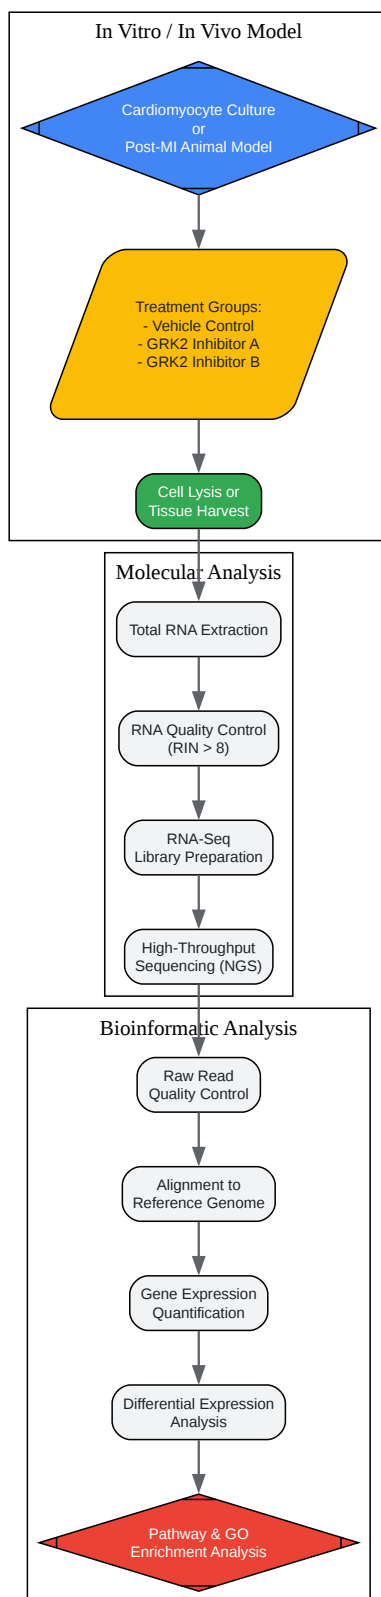 In Vitro / In Vivo Model
Cardiomyocyte Culture
or
Post-MI Animal Model
Treatment Groups:
- Vehicle Control
- GRK2 Inhibitor A
- GRK2 Inhibitor B
Cell Lysis or
Tissue Harvest
Molecular Analysis
Total RNA Extraction
RNA Quality Control
(RIN > 8)
RNA-Seq
Library Preparation
High-Throughput
Sequencing (NGS)
Bioinformatic Analysis
Raw Read
Quality Control
Alignment to
Reference Genome
Gene Expression
Quantification
Differential Expression
Analysis
Pathway & GO
Enrichment Analysis